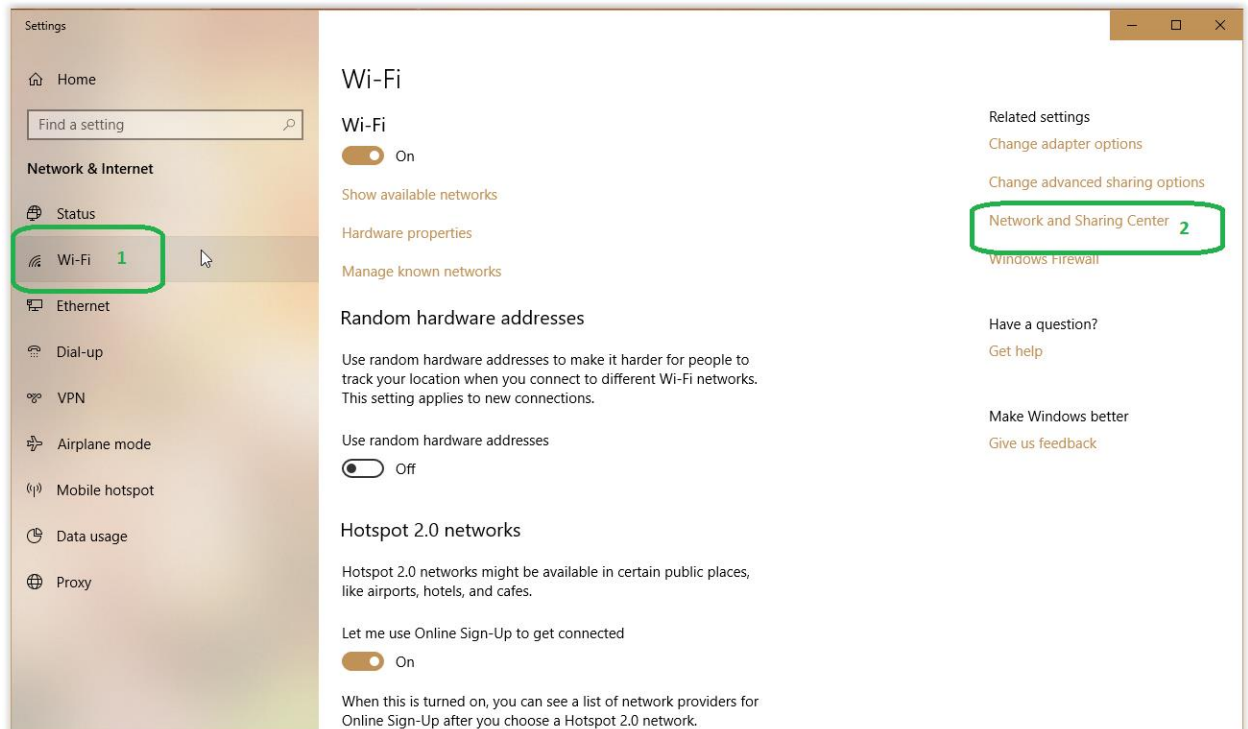 Settings
Home
Find a setting
Network & Internet
Status
Wi-Fi 1
Ethernet
Dial-up
VPN
Airplane mode
Mobile hotspot
Data usage
Proxy
Wi-Fi
Wi-Fi
On
Show available networks
Hardware properties
Manage known networks
Random hardware addresses
Use random hardware addresses to make it harder for people to
track your location when you connect to different Wi-Fi networks.
This setting applies to new connections.
Use random hardware addresses
Off
Hotspot 2.0 networks
Hotspot 2.0 networks might be available in certain public places,
like airports, hotels, and cafes.
Let me use Online Sign-Up to get connected
On
When this is turned on, you can see a list of network providers for
Online Sign-Up after you choose a Hotspot 2.0 network.
Related settings
Change adapter options
Change advanced sharing options
Network and Sharing Center 2
Windows Firewall
Have a question?
Get help
Make Windows better
Give us feedback